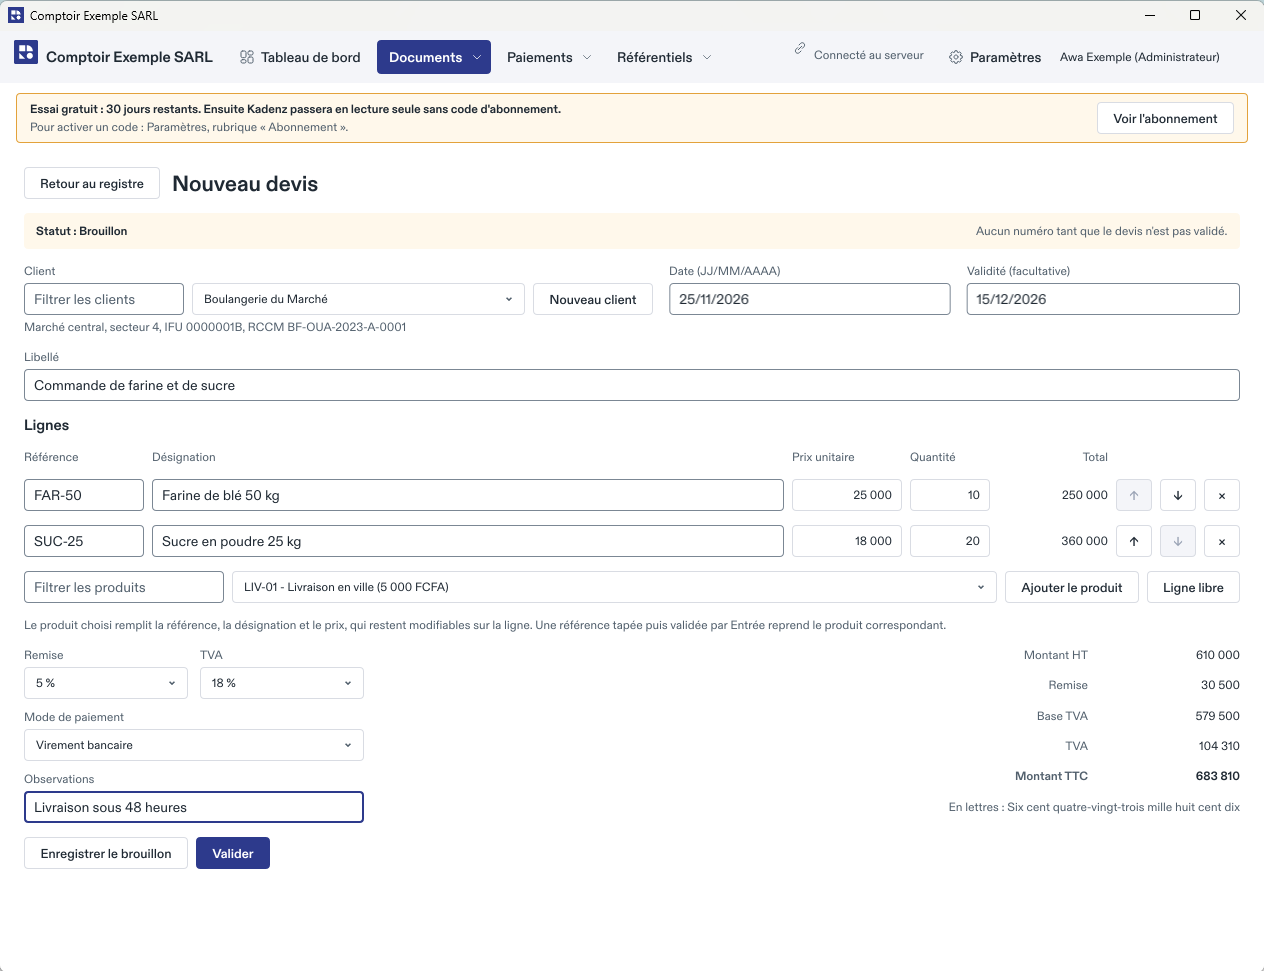 Comptoir Exemple SARL
Comptoir Exemple SARL Tableau de bord Documents Paiements Référentiels Connecté au serveur Paramètres Awa Exemple (Administrateur)
Essai gratuit : 30 jours restants. Ensuite Kadenz passera en lecture seule sans code d'abonnement.
Pour activer un code : Paramètres, rubrique « Abonnement ».
Voir l'abonnement
Retour au registre Nouveau devis
Statut : Brouillon Aucun numéro tant que le devis n'est pas validé.
Client Date (JJ/MM/AAAA) Validité (facultative)
Filtrer les clients Boulangerie du Marché Nouveau client 25/11/2026 15/12/2026
Marché central, secteur 4, IFU 0000001B, RCCM BF-OUA-2023-A-0001
Libellé
Commande de farine et de sucre
Lignes
Référence Désignation Prix unitaire Quantité Total
FAR-50 Farine de blé 50 kg 25 000 10 250 000
SUC-25 Sucre en poudre 25 kg 18 000 20 360 000
Filtrer les produits LIV-01 - Livraison en ville (5 000 FCFA) Ajouter le produit Ligne libre
Le produit choisi remplit la référence, la désignation et le prix, qui restent modifiables sur la ligne. Une référence tapée puis validée par Entrée reprend le produit correspondant.
Remise TVA Montant HT 610 000
5 % 18 % Remise 30 500
Mode de paiement Base TVA 579 500
Virement bancaire TVA 104 310
Observations Montant TTC 683 810
Livraison sous 48 heures En lettres : Six cent quatre-vingt-trois mille huit cent dix
Enregistrer le brouillon Valider